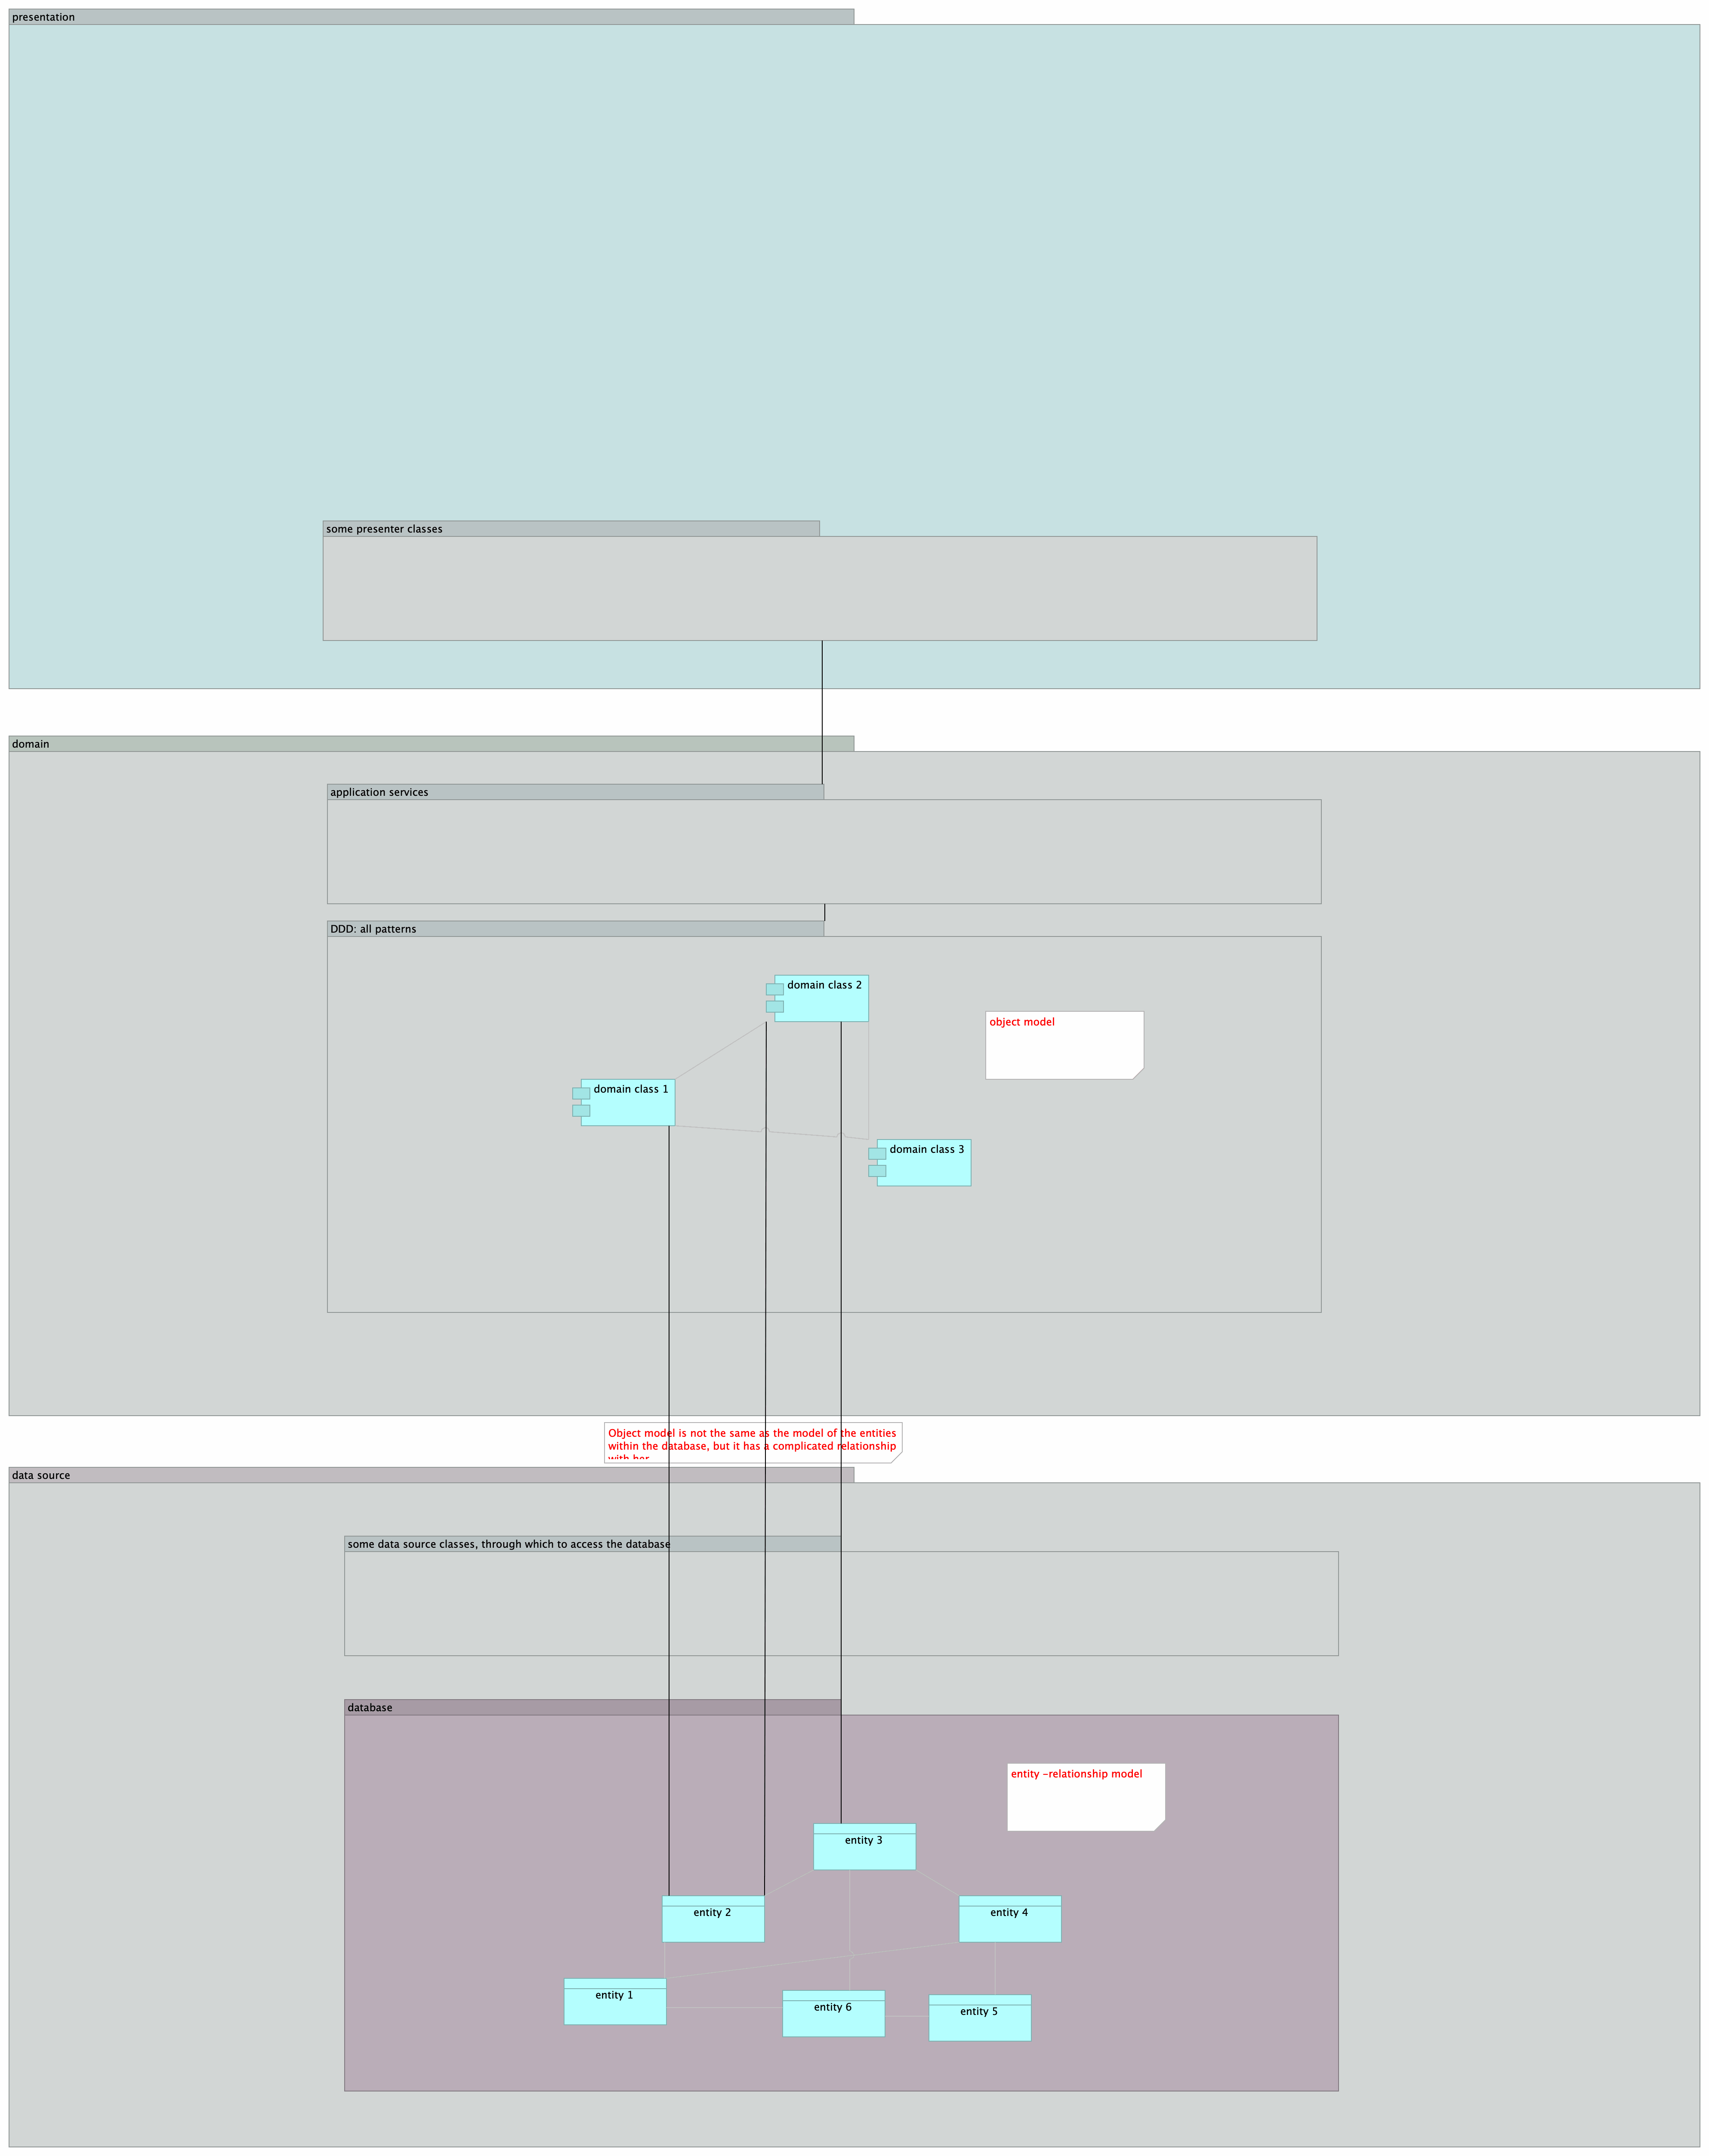 presentation
some presenter classes
domain
application services
DDD: all patterns
domain class 2
object model
domain class 1
domain class 3
Object model is not the same as the model of the entities
within the database, but it has a complicated relationship
with her
data source
some data source classes, through which to access the database
database
entity -relationship model
entity 3
entity 2
entity 4
entity 1
entity 6
entity 5